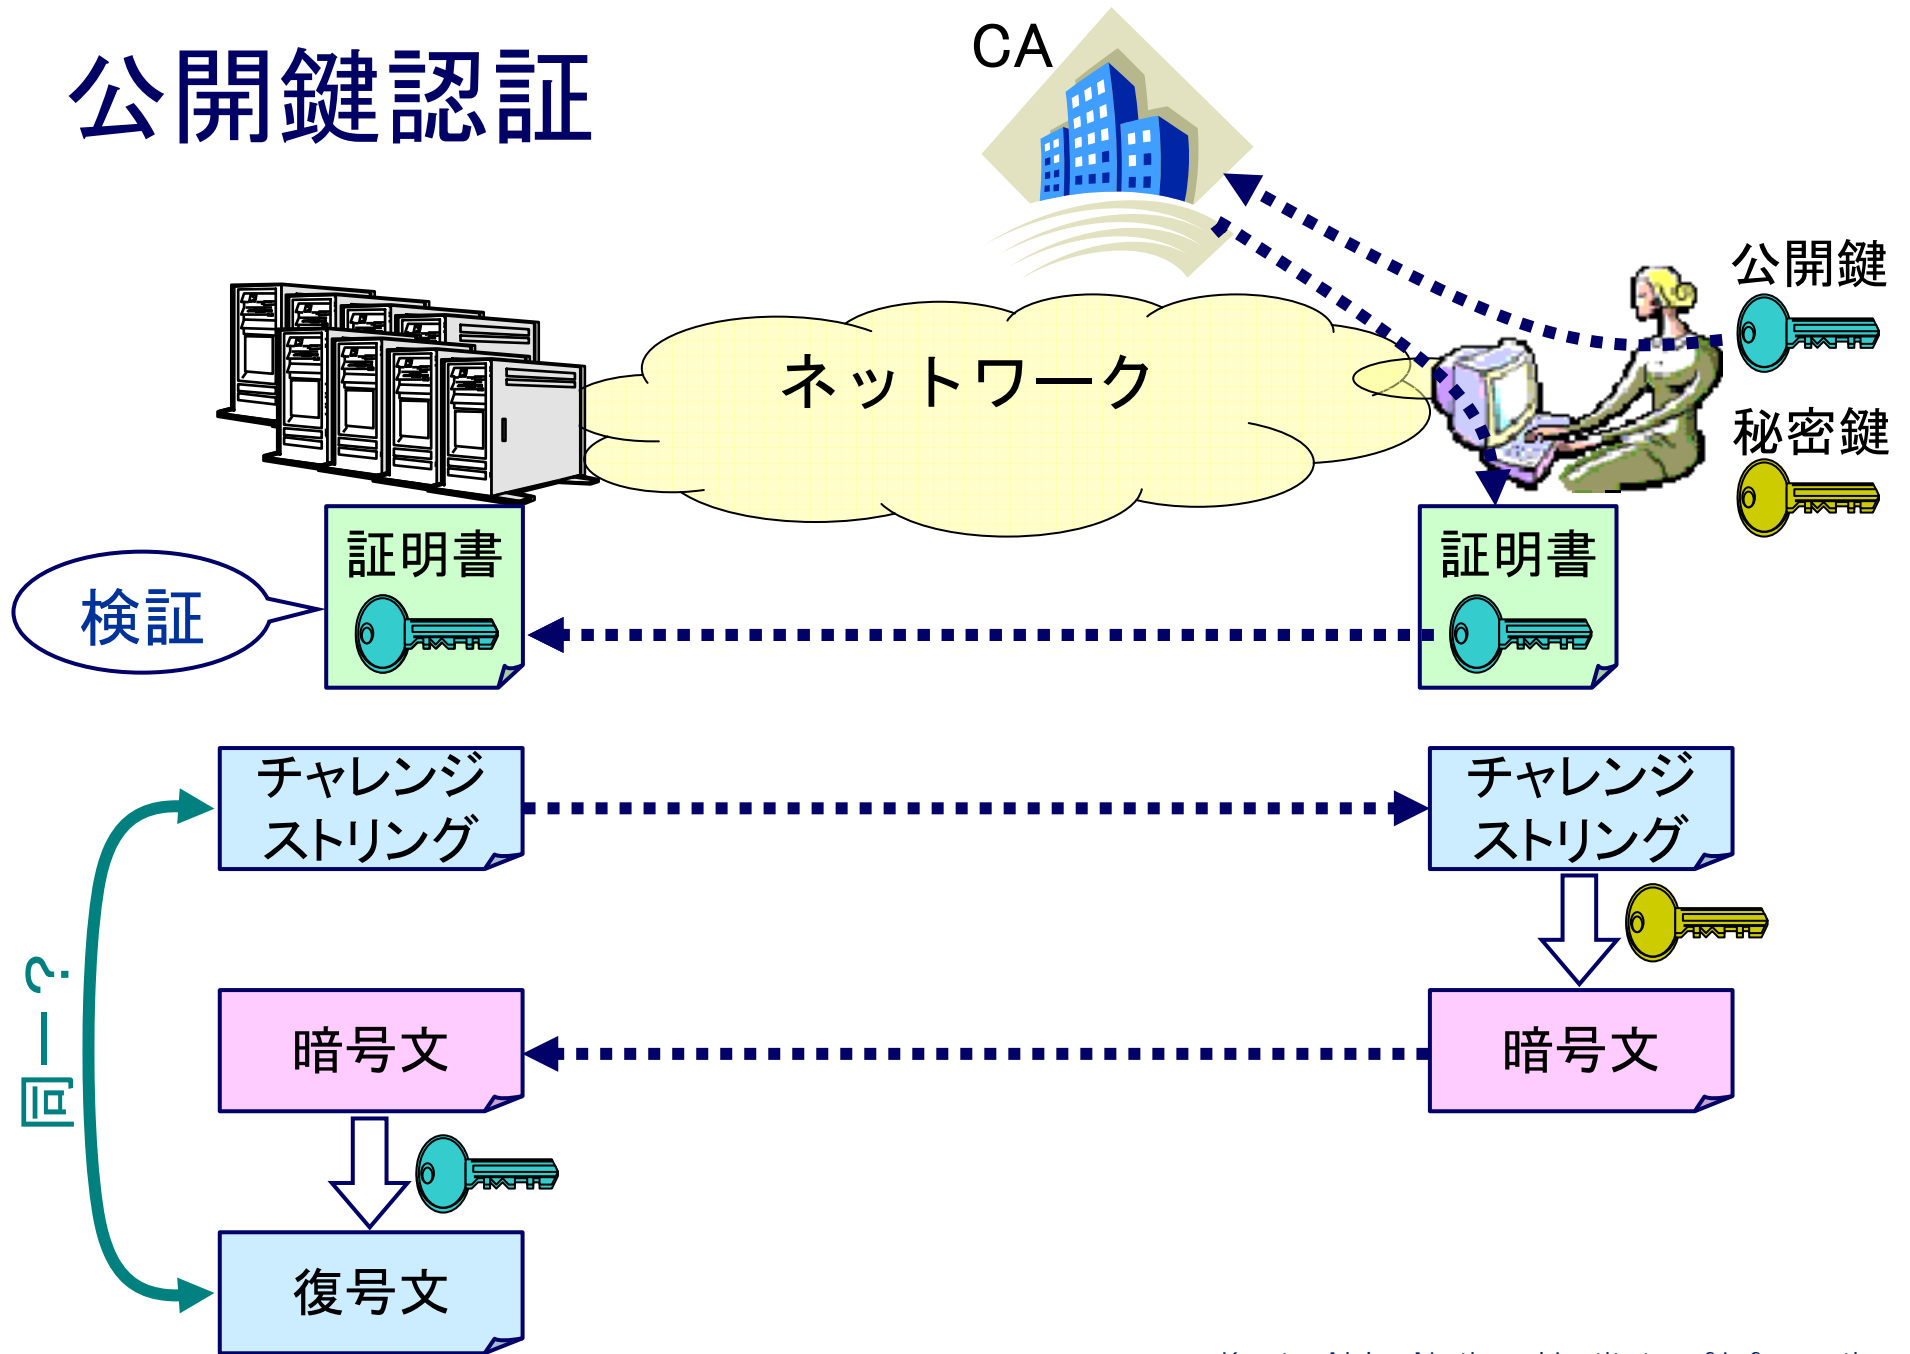 公開鍵認証
CA
公開鍵
ネットワーク
秘密鍵
証明書
証明書
検証
チャレンジ
ストリング
チャレンジ
ストリング
同一？
暗号文
暗号文
復号文